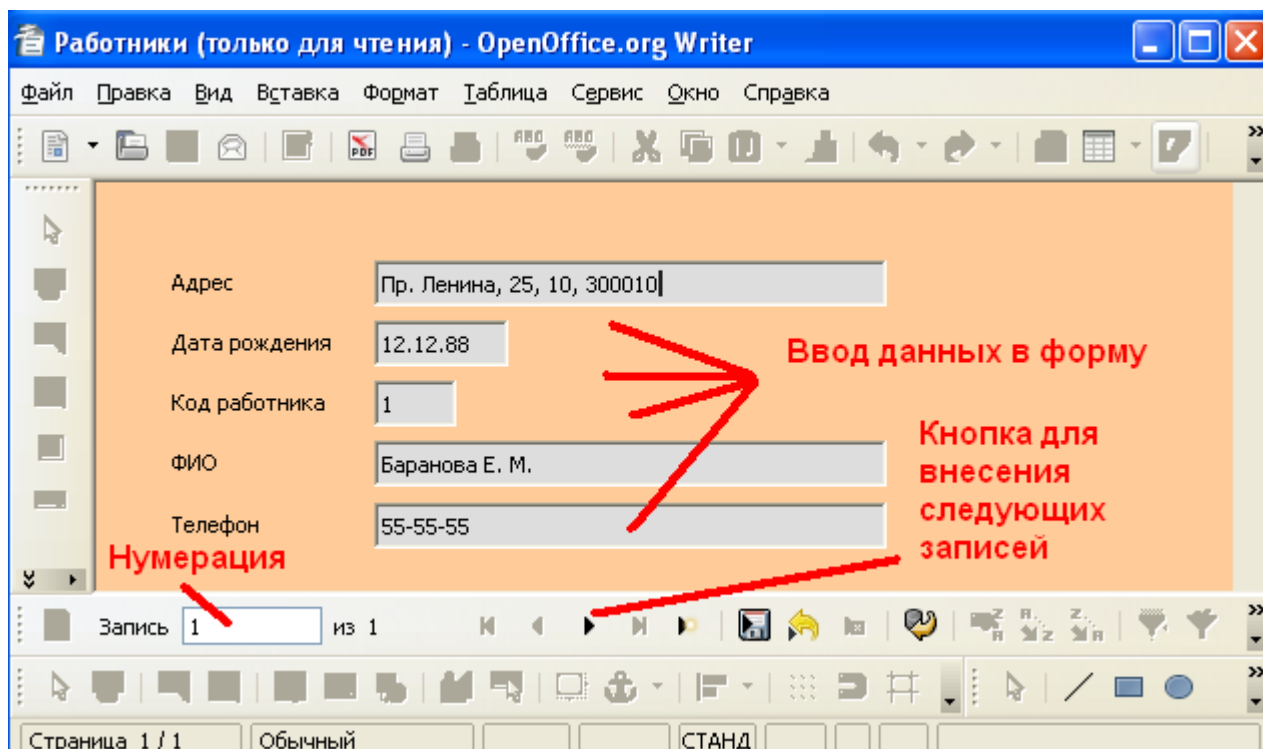 Работники (только для чтения) - OpenOffice.org Writer
Файл Правка Вид Вставка Формат Таблица Сервис Окно Справка
Адрес Пр. Ленина, 25, 10, 300010
Дата рождения 12.12.88
Ввод данных в форму
Код работника 1
Кнопка для
внесения
следующих
записей
ФИО Баранова Е. М.
Телефон 55-55-55
Нумерация
Запись 1 из 1
Страница 1 / 1 Обычный СТАНД